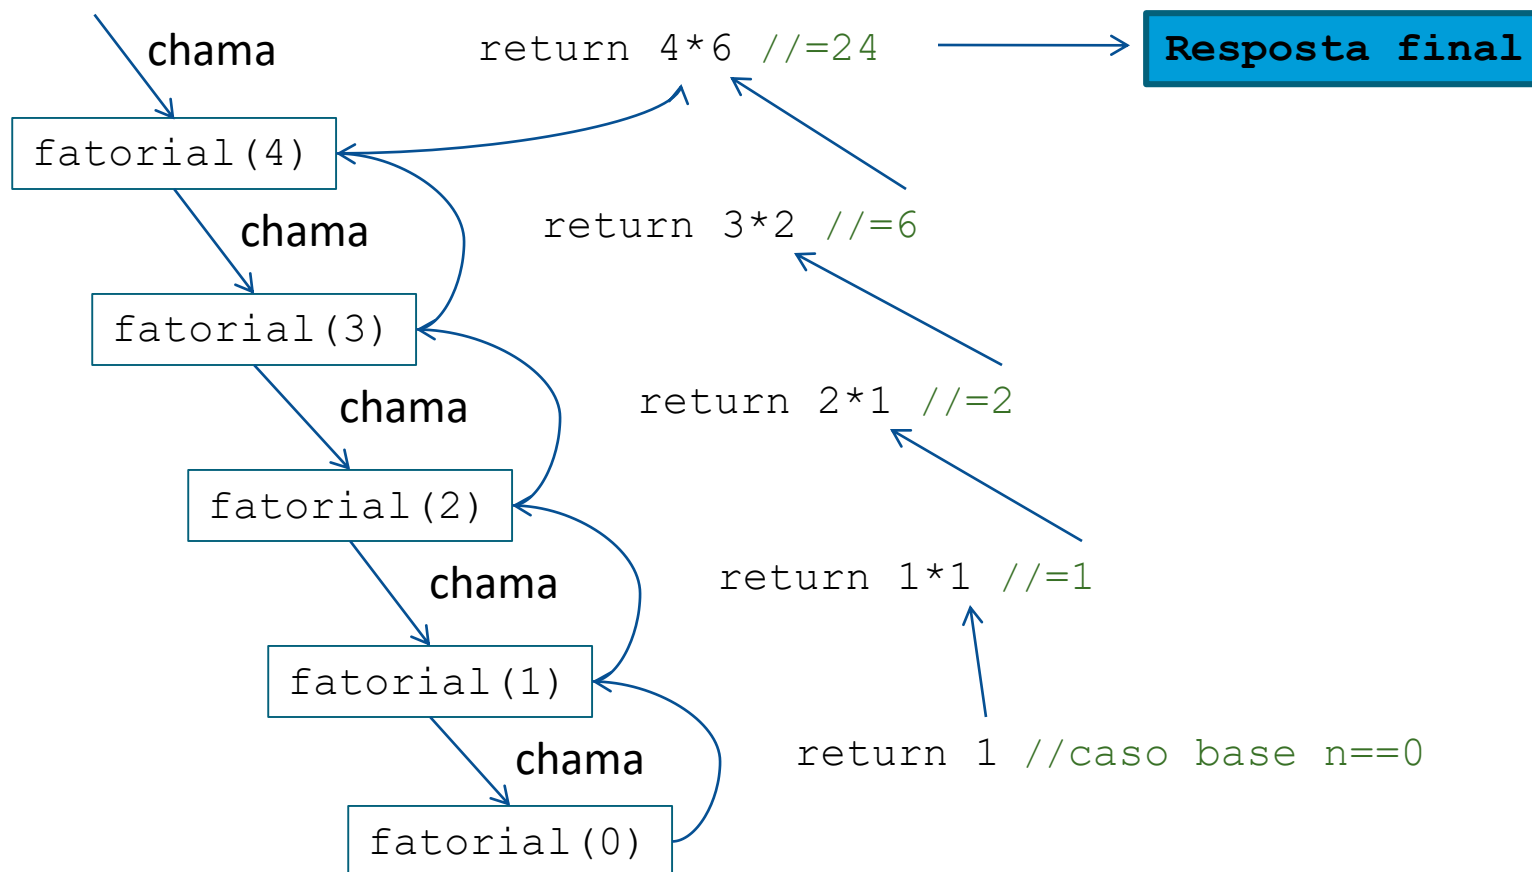 chama
return 4*6 //=24
Resposta final
fatorial(4)
chama
return 3*2 //=6
fatorial(3)
chama
return 2*1 //=2
fatorial(2)
chama
return 1*1 //=1
fatorial(1)
chama
return 1 //caso base n==0
fatorial(0)